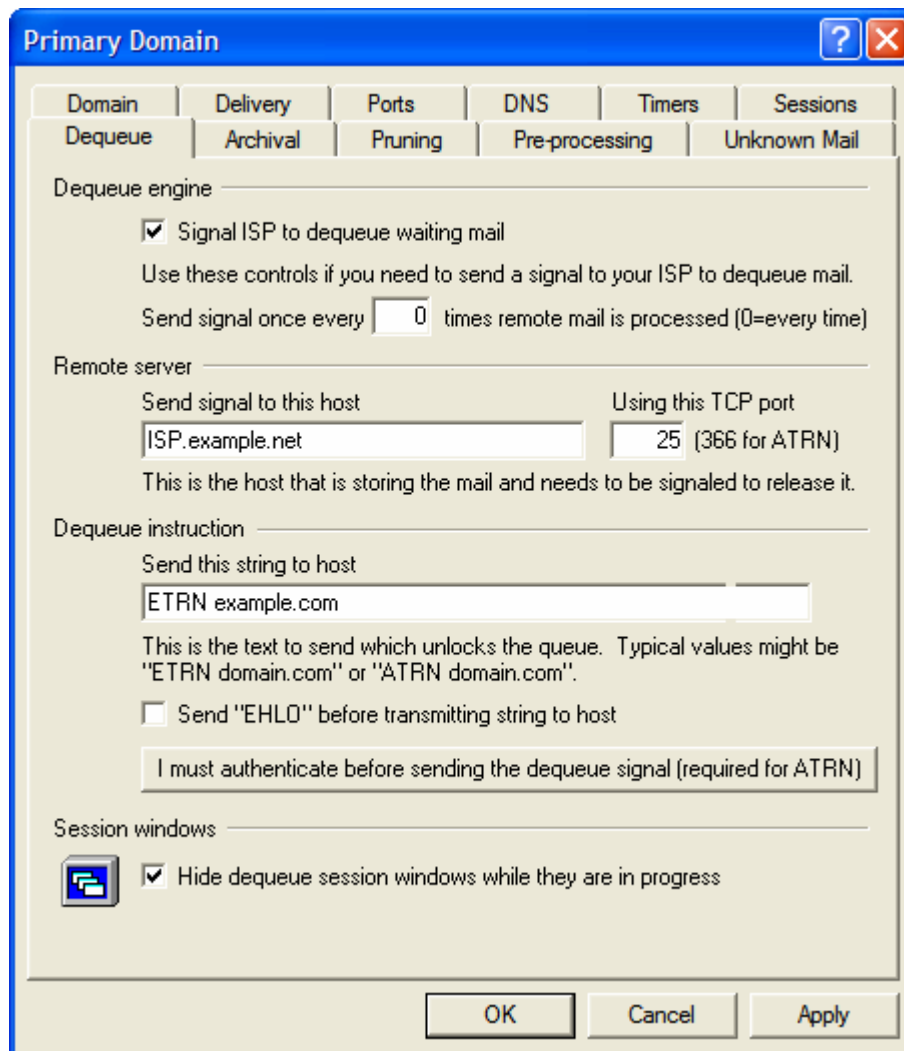 Primary Domain
Domain Delivery Ports DNS Timers Sessions
Dequeue Archival Pruning Pre-processing Unknown Mail
Dequeue engine
Signal ISP to dequeue waiting mail
Use these controls if you need to send a signal to your ISP to dequeue mail.
Send signal once every 0 times remote mail is processed (0=every time)
Remote server
Send signal to this host Using this TCP port
ISP.example.net 25 (366 for ATRN)
This is the host that is storing the mail and needs to be signaled to release it.
Dequeue instruction
Send this string to host
ETRN example.com
This is the text to send which unlocks the queue. Typical values might be
"ETRN domain.com" or "ATRN domain.com".
Send "EHLO" before transmitting string to host
I must authenticate before sending the dequeue signal (required for ATRN)
Session windows
Hide dequeue session windows while they are in progress
OK Cancel Apply